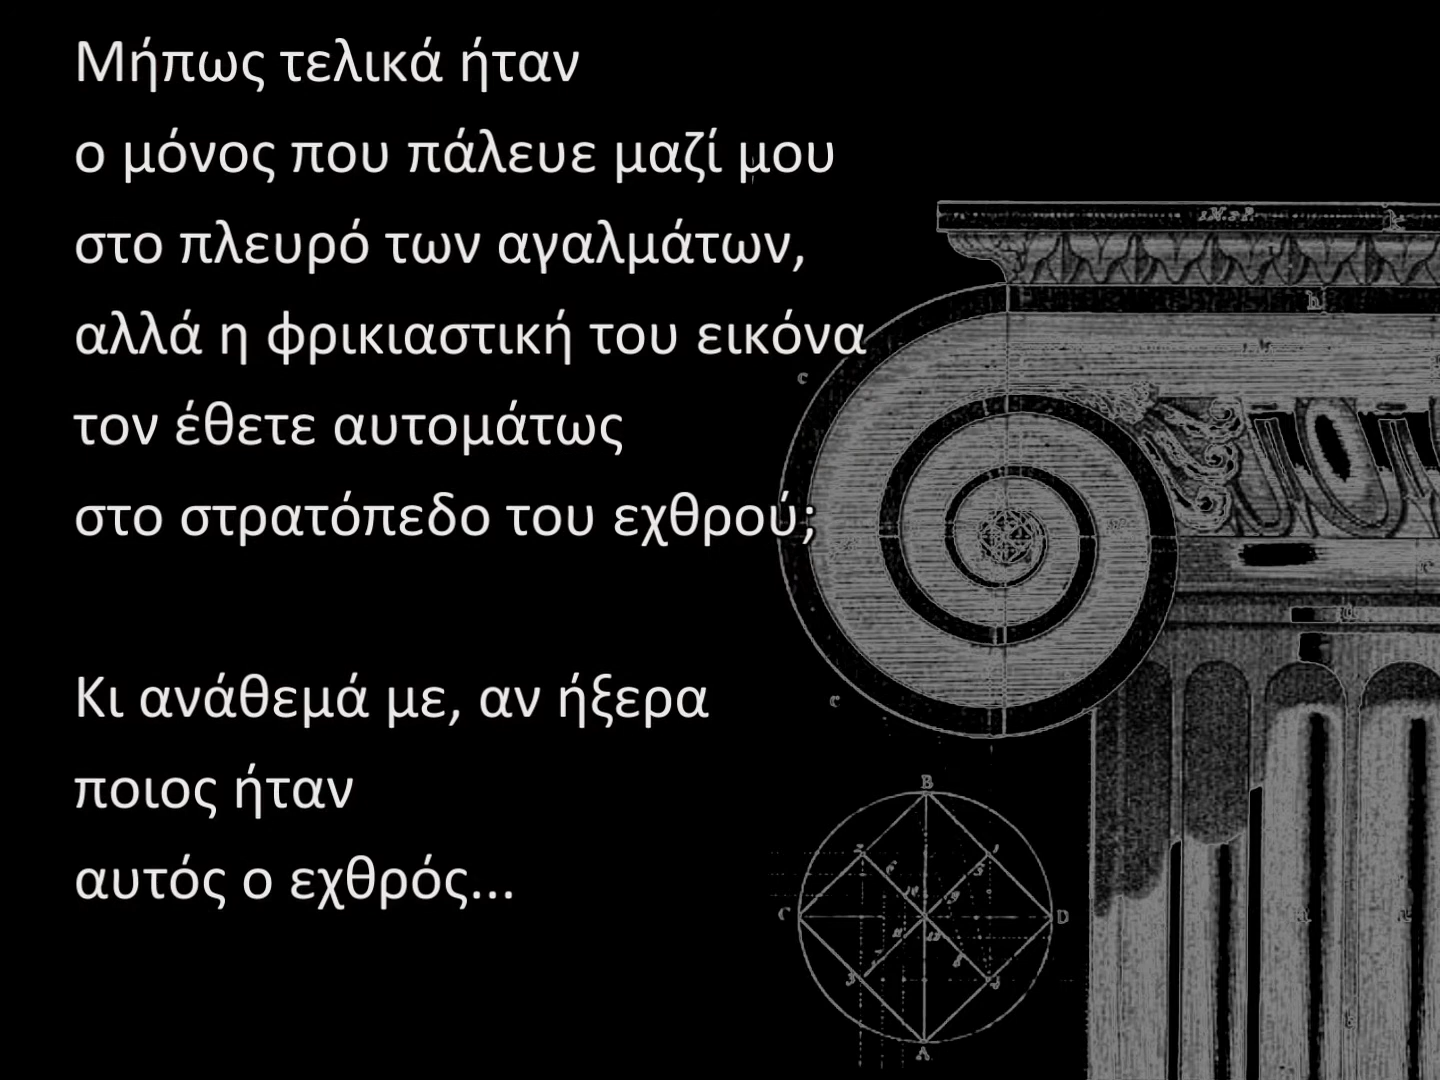 Μήπως τελικά ήταν
ο μόνος που πάλευε μαζί μου
στο πλευρό των αγαλμάτων,
αλλά η φρικιαστική του εικόνα
τον έθετε αυτομάτως
στο στρατόπεδο του εχθρού;
Κι ανάθεμά με, αν ήξερα
ποιος ήταν
αυτός ο εχθρός...
k
h
c
c
B
C
D
A